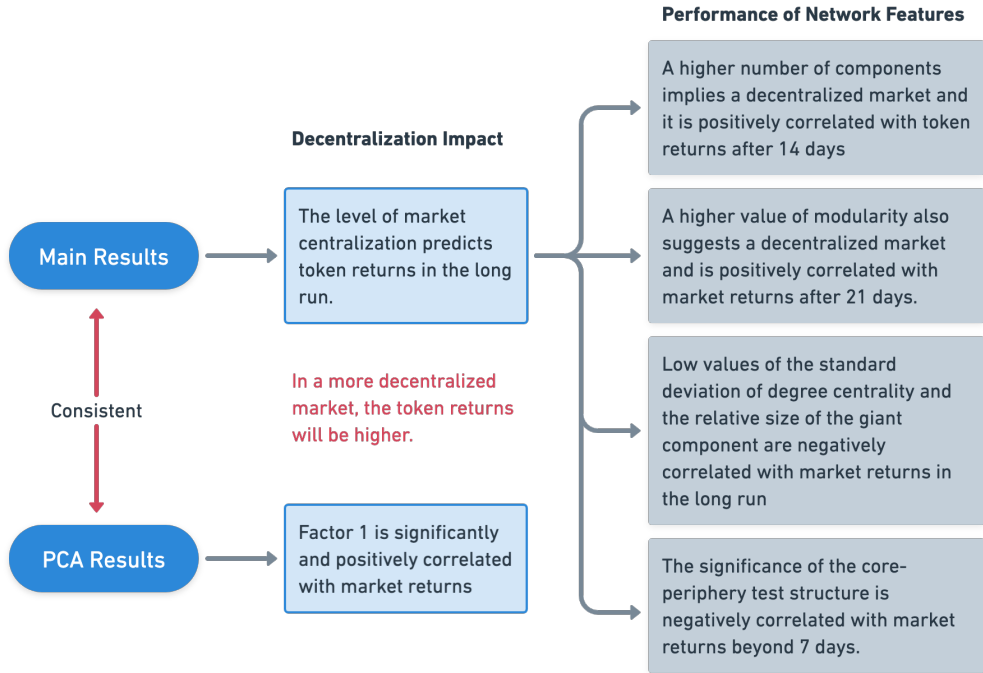 Performance of Network Features
A higher number of components
implies a decentralized market and
it is positively correlated with token
returns after 14 days
Decentralization Impact
Main Results
The level of market
centralization predicts
token returns in the long
run.
A higher value of modularity also
suggests a decentralized market
and is positively correlated with
market returns after 21 days.
In a more decentralized
market, the token returns
will be higher.
Consistent
Low values of the standard
deviation of degree centrality and
the relative size of the giant
component are negatively
correlated with market returns in
the long run
PCA Results
Factor 1 is significantly
and positively correlated
with market returns
The significance of the core-
periphery test structure is
negatively correlated with market
returns beyond 7 days.